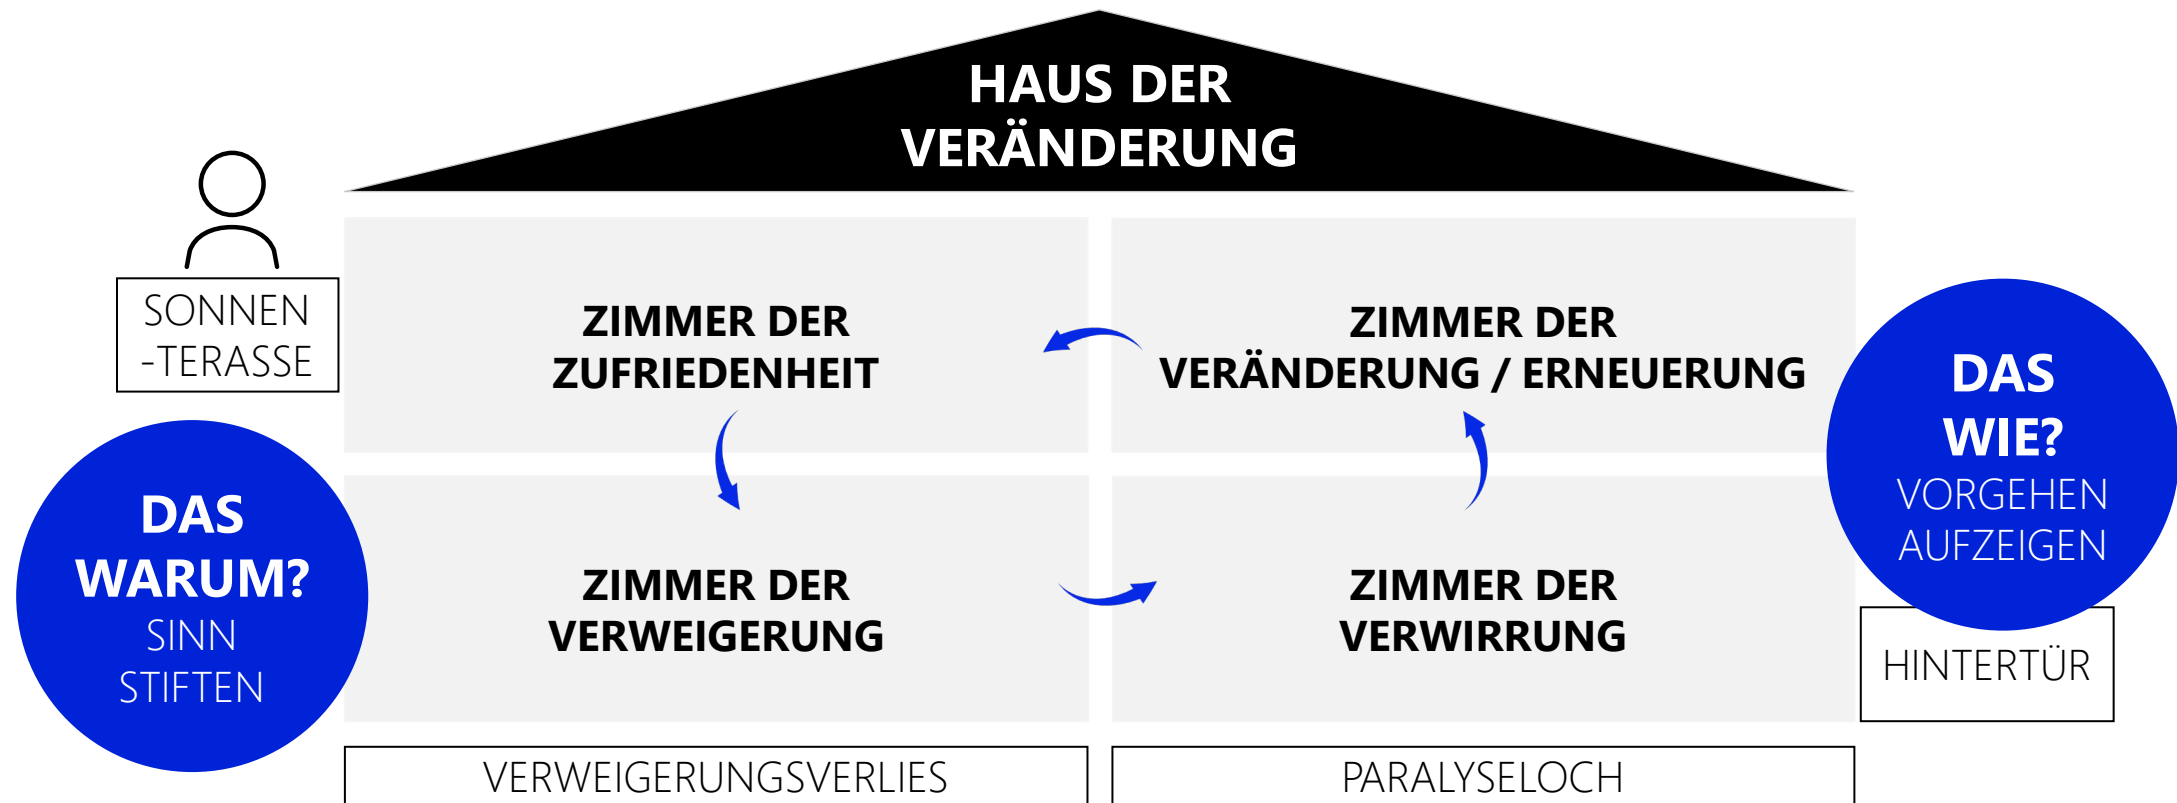 HAUS DER
VERÄNDERUNG
SONNEN
-TERASSE
ZIMMER DER
ZUFRIEDENHEIT
ZIMMER DER
VERÄNDERUNG / ERNEUERUNG
DAS
WIE?
VORGEHEN
AUFZEIGEN
DAS
WARUM?
SINN
STIFTEN
ZIMMER DER
VERWEIGERUNG
ZIMMER DER
VERWIRRUNG
HINTERTÜR
VERWEIGERUNGSVERLIES
PARALYSELOCH